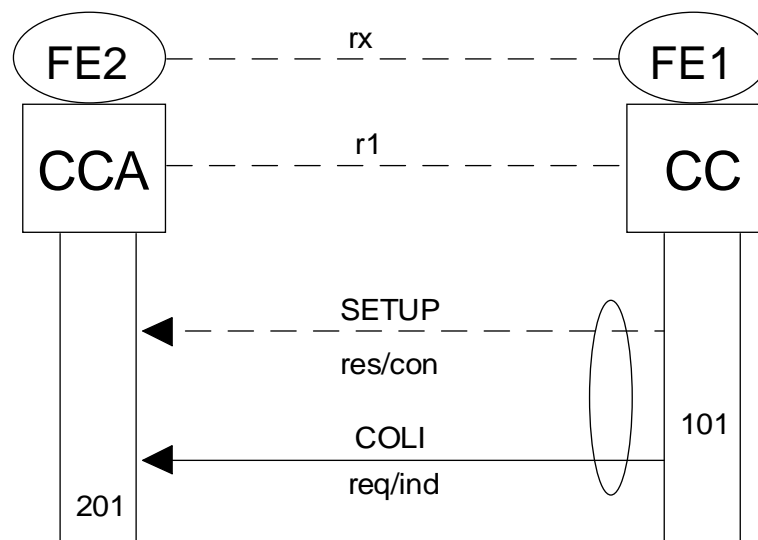 FE2
rx
FE1
CCA
r1
CC
SETUP
res/con
COLI
req/ind
101
201